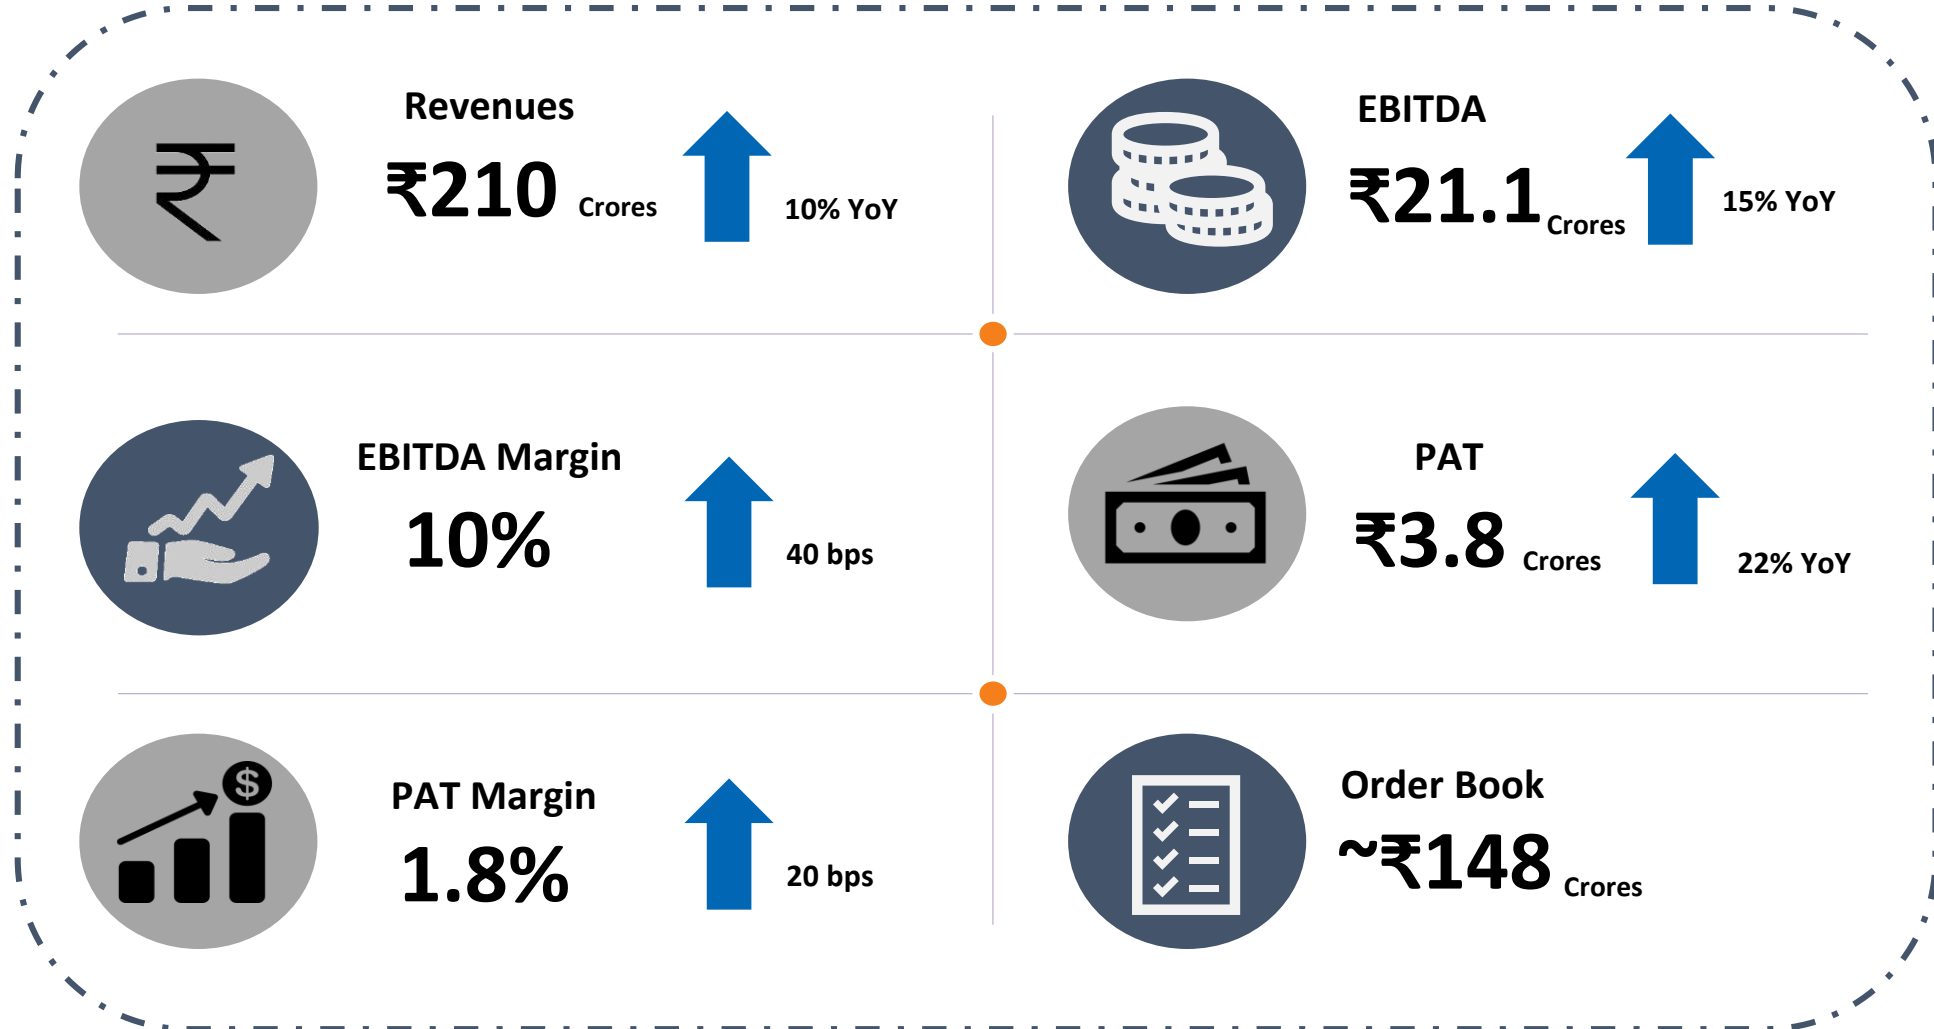 Revenues
₹210 Crores
10% YoY
EBITDA
₹21.1 Crores
15% YoY
EBITDA Margin
10%
40 bps
PAT
₹3.8 Crores
22% YoY
PAT Margin
1.8%
20 bps
Order Book
~₹148 Crores
₹
$